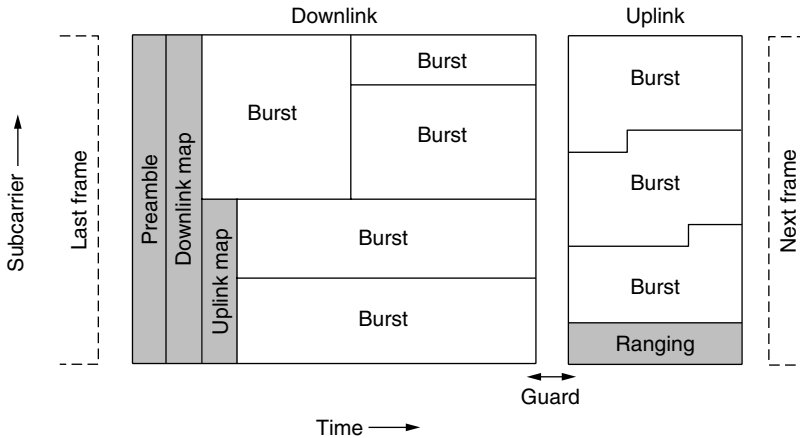 Downlink
Uplink
Subcarrier
Last frame
Preamble
Downlink map
Uplink map
Burst
Burst
Burst
Burst
Burst
Burst
Burst
Burst
Ranging
Next frame
Guard
Time